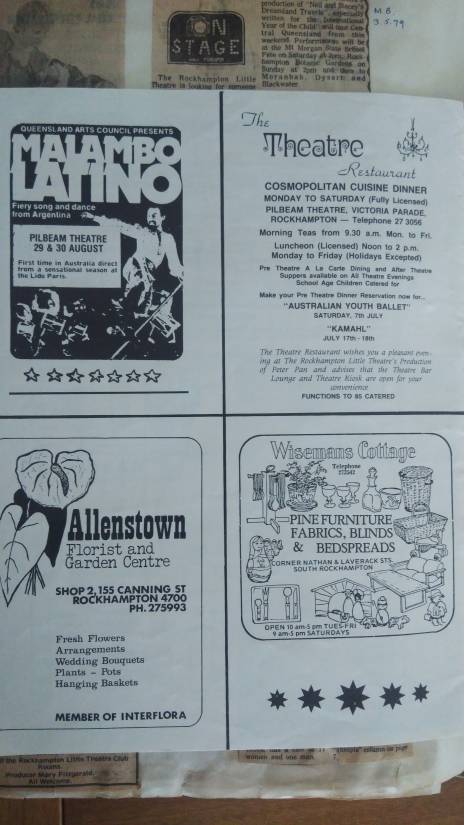 production of "Neil and Stacey's
Dreamland Travels" especially
written for the International
Year of the Child will tour Cen-
tral Queensland from this
weekend. Performances will be
at the Mt Morgan State School
Fete on Saturday at
hampton Botanic Gardens on
Sunday at 2pm and then to
Moranbah, Dysart and
Blackwater.
M.B.
3.5.79
ON
STAGE
The Rockhampton Little
Theatre is looking for someone
QUEENSLAND ARTS COUNCIL PRESENTS
MALAMBO
LATINO
Fiery song and dance
from Argentina
PILBEAM THEATRE
29 & 30 AUGUST
First time in Australia direct
from a sensational season at
the Lido Paris.
The
Theatre
Restaurant
COSMOPOLITAN CUISINE DINNER
MONDAY TO SATURDAY (Fully Licensed)
PILBEAM THEATRE, VICTORIA PARADE,
ROCKHAMPTON — Telephone 27 3056
Morning Teas from 9.30 a.m. Mon. to Fri.
Luncheon (Licensed) Noon to 2 p.m.
Monday to Friday (Holidays Excepted)
Pre Theatre A La Carte Dining and After Theatre
Suppers available on All Theatre Evenings
School Age Children Catered for
Make your Pre Theatre Dinner Reservation now for...
"AUSTRALIAN YOUTH BALLET"
SATURDAY, 7th JULY
"KAMAHL"
JULY 17th - 18th
The Theatre Restaurant wishes you a pleasant even-
ing at The Rockhampton Little Theatre's Production
of Peter Pan and advises that the Theatre Bar
Lounge and Theatre Kiosk are open for your
convenience
FUNCTIONS TO 85 CATERED
Allenstown
Florist and
Garden Centre
SHOP 2, 155 CANNING ST
ROCKHAMPTON 4700
PH. 275993
Fresh Flowers
Arrangements
Wedding Bouquets
Plants – Pots
Hanging Baskets
MEMBER OF INTERFLORA
Wisemans Cottage
Telephone
272542
PINE FURNITURE
FABRICS, BLINDS
& BEDSPREADS
CORNER NATHAN & LAVERACK STS.
SOUTH ROCKHAMPTON
OPEN 10 am-5 pm TUES-FRI
9 am-5 pm SATURDAYS
the Rockhampton Little Theatre Club
Rooms.
Producer Mary Fitzgerald.
All Welcome.
women and one man.